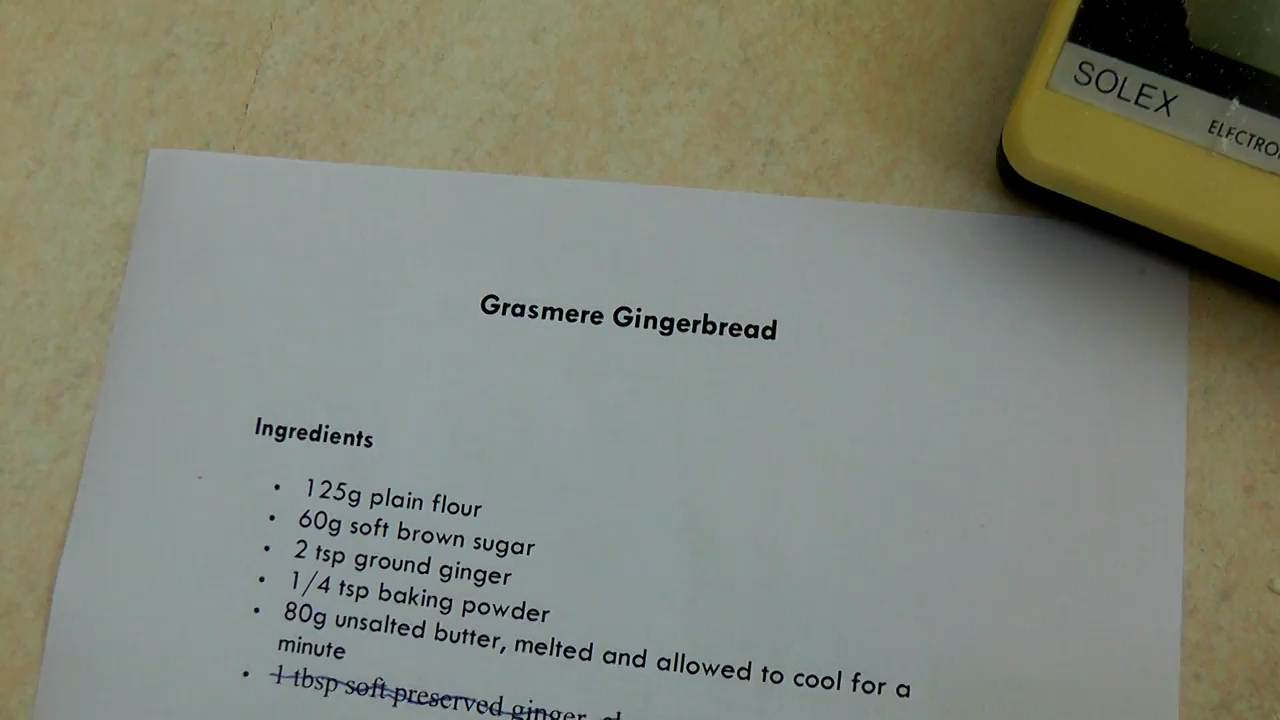 SOLEX
Grasmere Gingerbread
Ingredients
• 125g plain flour
• 60g soft brown sugar
• 2 tsp ground ginger
• 1/4 tsp baking powder
• 80g unsalted butter, melted and allowed to cool for a
minute
• 1 tbsp soft preserved ginger,